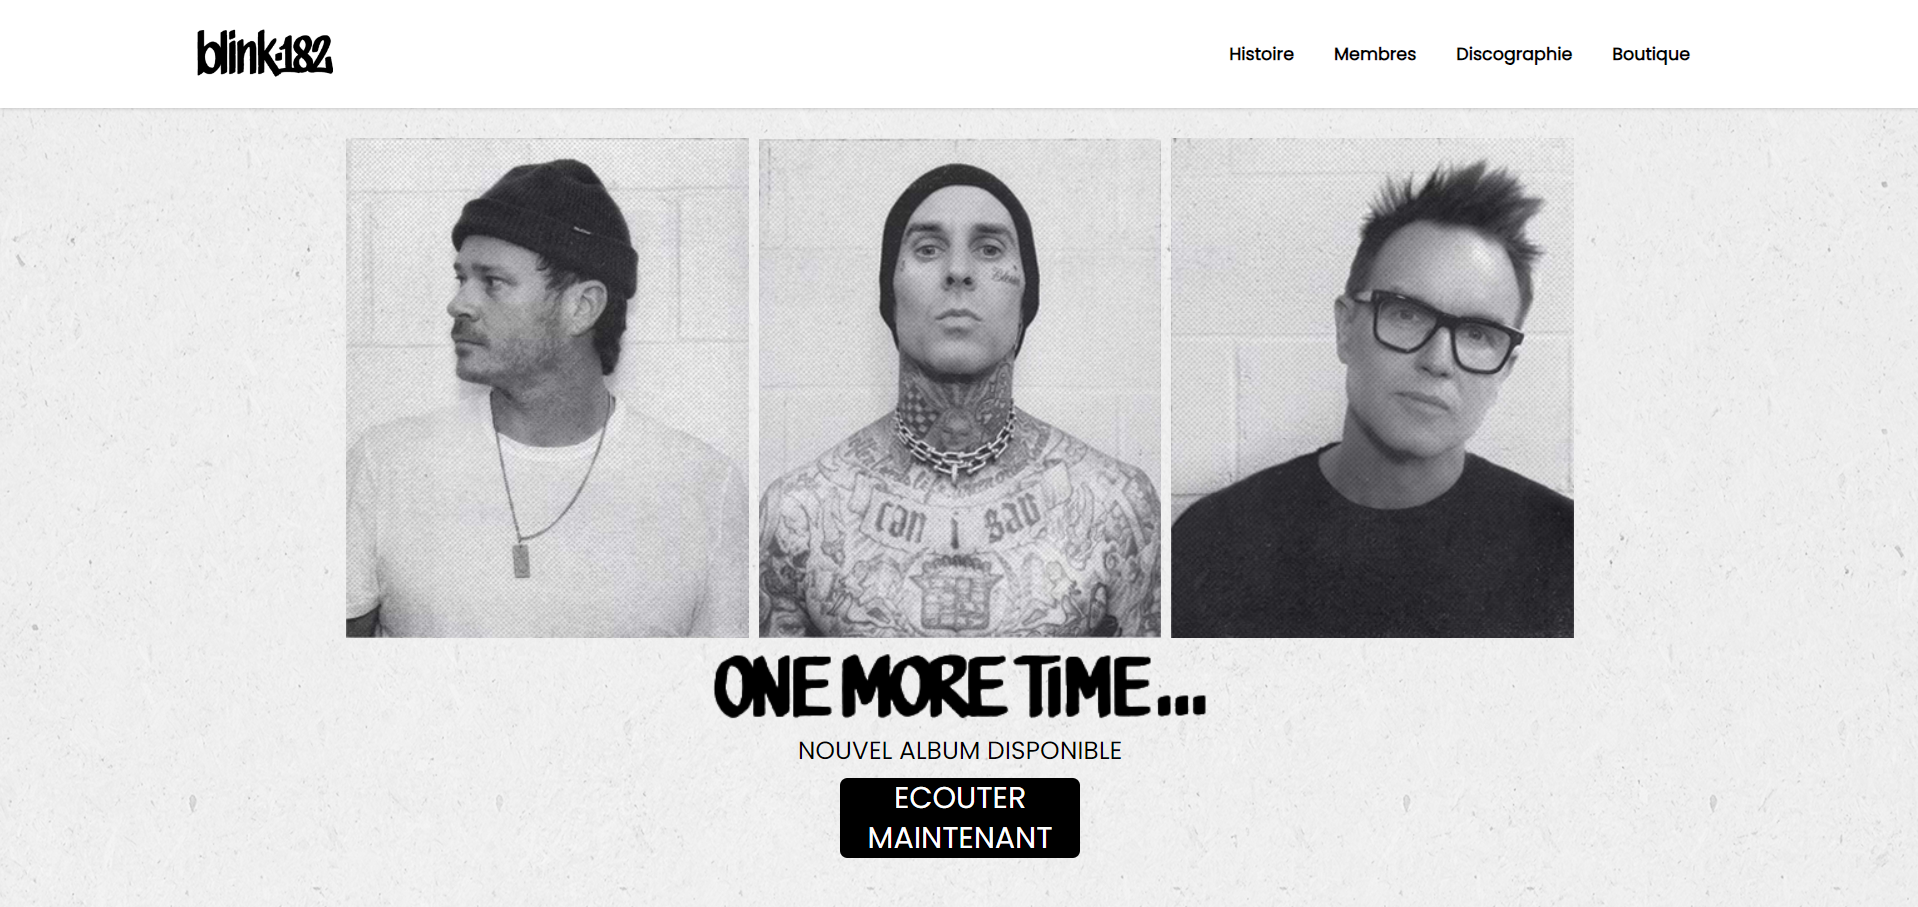 blink-182
Histoire Membres Discographie Boutique
can i say
ONE MORE TIME...
NOUVEL ALBUM DISPONIBLE
ECOUTER
MAINTENANT